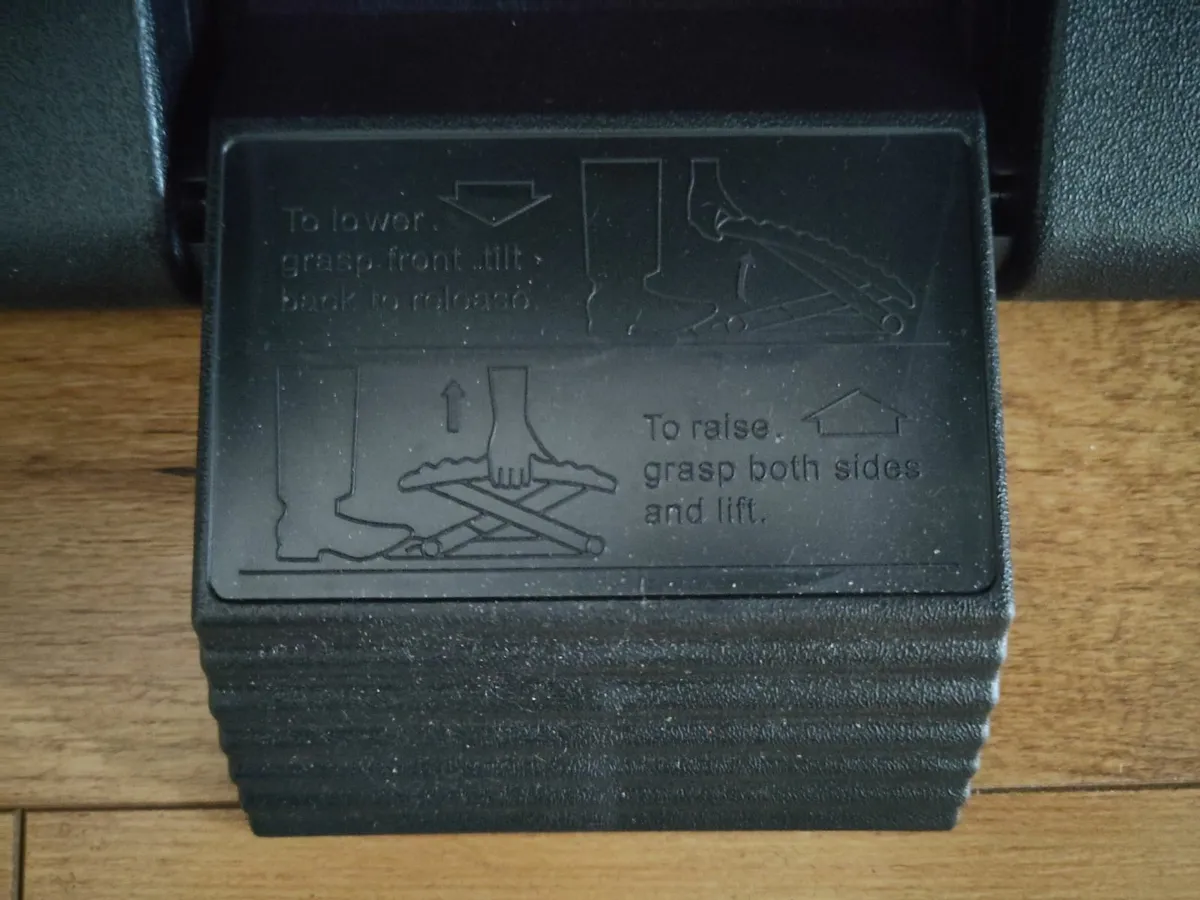 To lower.
grasp front .tilt
back to release.
To raise.
grasp both sides
and lift.